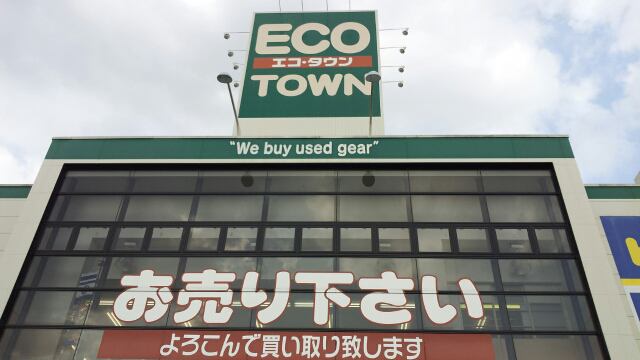 ECO
エコ・タウン
TOWN
"We buy used gear"
お売り下さい
よろこんで買い取り致します